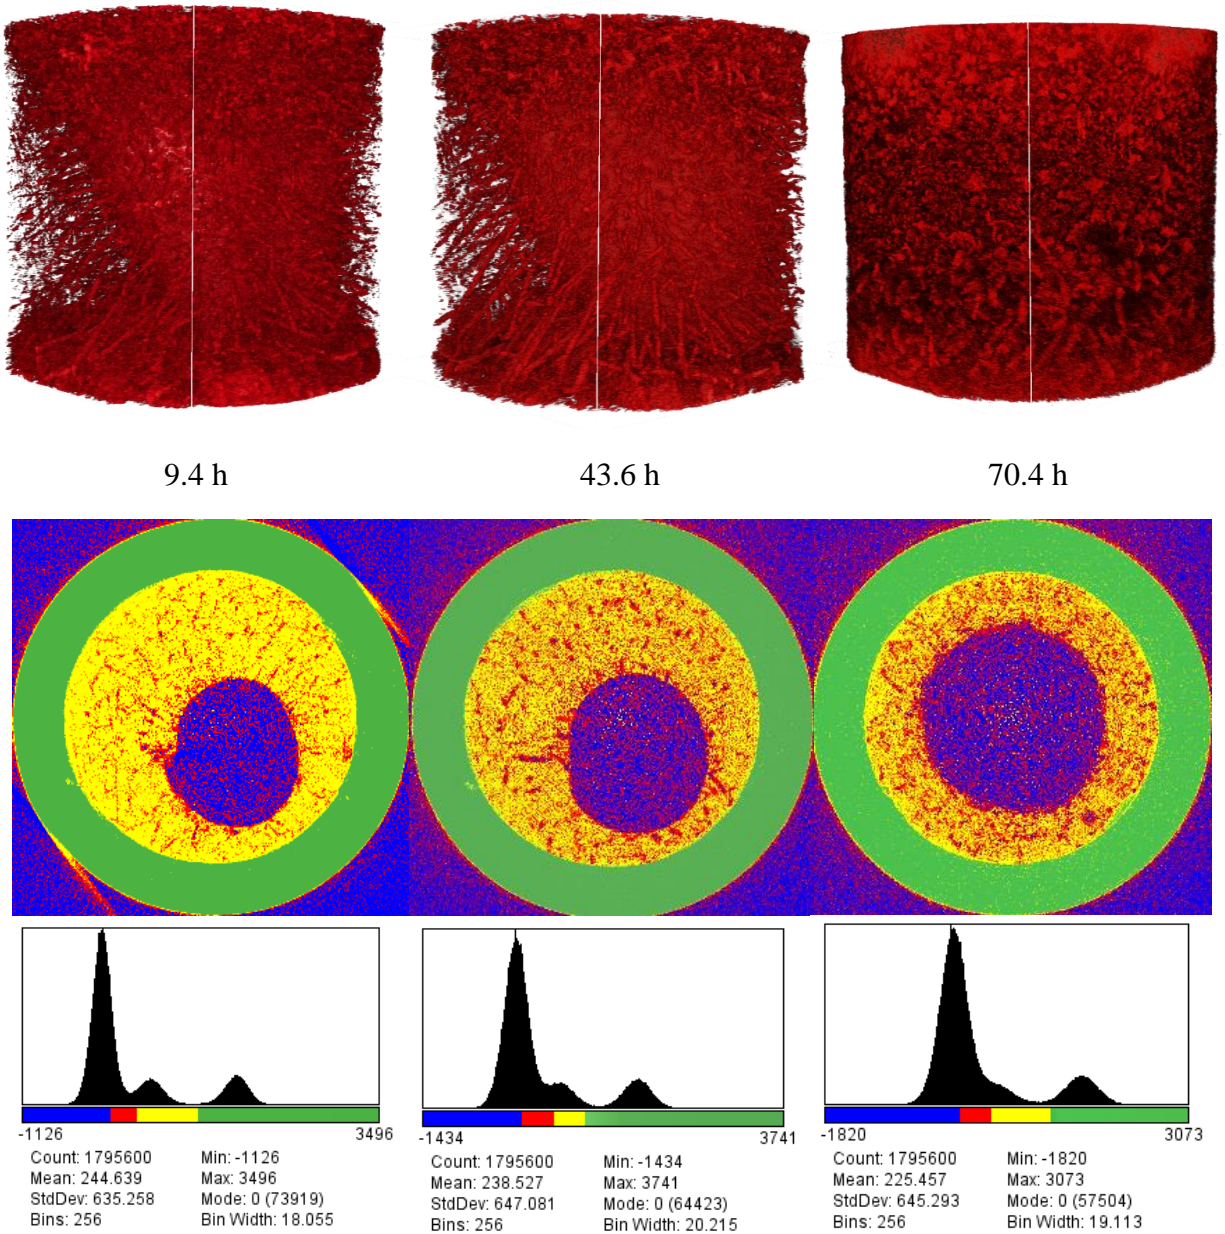 9.4 h 43.6 h 70.4 h
-1126 3496 -1434 3741 -1820 3073
Count: 1795600 Min: -1126 Count: 1795600 Min: -1434 Count: 1795600 Min: -1820
Mean: 244.639 Max: 3496 Mean: 238.527 Max: 3741 Mean: 225.457 Max: 3073
StdDev: 635.258 Mode: 0 (73919) StdDev: 647.081 Mode: 0 (64423) StdDev: 645.293 Mode: 0 (57504)
Bins: 256 Bin Width: 18.055 Bins: 256 Bin Width: 20.215 Bins: 256 Bin Width: 19.113